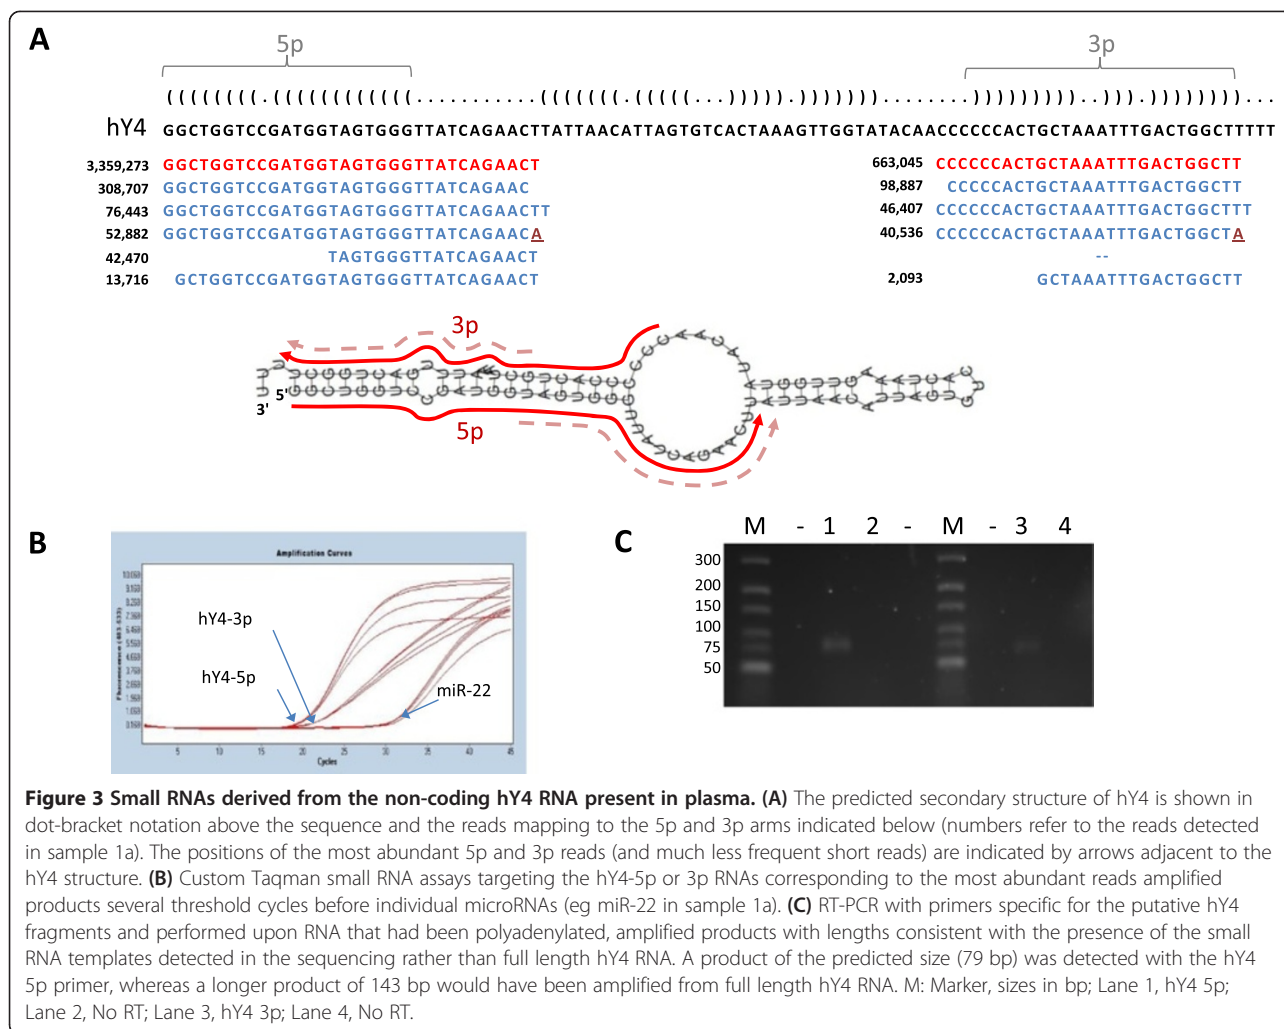 A
5p
3p
((((((((.((((((((((((...........(((((((.(((((...))))).))))))).......))))))))))..))).))))))))...
hY4 GGCTGGTCCGATGGTAGTGGGTTATCAGAACTTATTAACATTAGTGTCACTAAAGTTGGTATACAACCCCCCACTGCTAAATTTGACTGGCTTTTT
3,359,273 GGCTGGTCCGATGGTAGTGGGTTATCAGAACT 663,045 CCCCCCACTGCTAAATTTGACTGGCTT
308,707 GGCTGGTCCGATGGTAGTGGGTTATCAGAAC 98,887 CCCCCACTGCTAAATTTGACTGGCTT
76,443 GGCTGGTCCGATGGTAGTGGGTTATCAGAACTT 46,407 CCCCCCACTGCTAAATTTGACTGGCTTT
52,882 GGCTGGTCCGATGGTAGTGGGTTATCAGAACA 40,536 CCCCCCACTGCTAAATTTGACTGGCTA
42,470 TAGTGGGTTATCAGAACT --
13,716 GCTGGTCCGATGGTAGTGGGTTATCAGAACT 2,093 GCTAAATTTGACTGGCTT
3p
5'
3'
5p
B
Amplification Curves
hY4-3p
hY4-5p
miR-22
5 10 15 20 25 30 35 40 45
Cycles
C
M - 1 2 - M - 3 4
300
200
150
100
75
50
Figure 3 Small RNAs derived from the non-coding hY4 RNA present in plasma. (A) The predicted secondary structure of hY4 is shown in
dot-bracket notation above the sequence and the reads mapping to the 5p and 3p arms indicated below (numbers refer to the reads detected
in sample 1a). The positions of the most abundant 5p and 3p reads (and much less frequent short reads) are indicated by arrows adjacent to the
hY4 structure. (B) Custom Taqman small RNA assays targeting the hY4-5p or 3p RNAs corresponding to the most abundant reads amplified
products several threshold cycles before individual microRNAs (eg miR-22 in sample 1a). (C) RT-PCR with primers specific for the putative hY4
fragments and performed upon RNA that had been polyadenylated, amplified products with lengths consistent with the presence of the small
RNA templates detected in the sequencing rather than full length hY4 RNA. A product of the predicted size (79 bp) was detected with the hY4
5p primer, whereas a longer product of 143 bp would have been amplified from full length hY4 RNA. M: Marker, sizes in bp; Lane 1, hY4 5p;
Lane 2, No RT; Lane 3, hY4 3p; Lane 4, No RT.